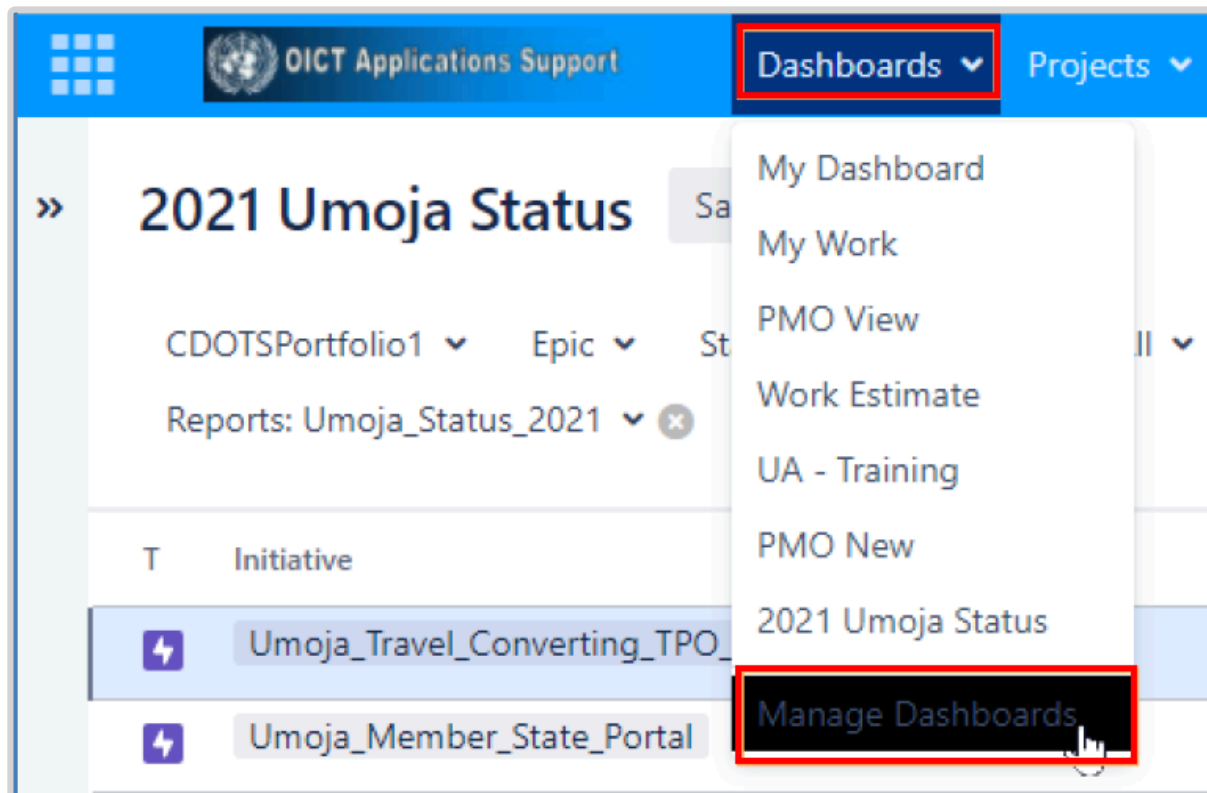 OICT Applications Support
Dashboards
Projects
2021 Umoja Status
My Dashboard
My Work
PMO View
Work Estimate
UA - Training
PMO New
2021 Umoja Status
Manage Dashboards
CDOTSPortfolio1
Epic
Reports: Umoja_Status_2021
T Initiative
Umoja_Travel_Converting_TPO_
Umoja_Member_State_Portal